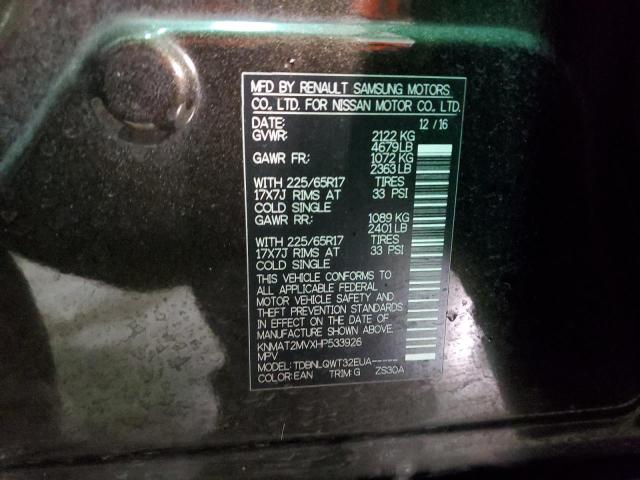 MFD BY RENAULT SAMSUNG MOTORS
CO., LTD. FOR NISSAN MOTOR CO., LTD.
DATE: 12 / 16
GVWR: 2122 KG
4679LB
GAWR FR: 1072 KG
2363LB
WITH 225/65R17 TIRES
17X7J RIMS AT 33 PSI
COLD SINGLE
GAWR RR: 1089 KG
2401LB
WITH 225/65R17 TIRES
17X7J RIMS AT 33 PSI
COLD SINGLE
THIS VEHICLE CONFORMS TO
ALL APPLICABLE FEDERAL
MOTOR VEHICLE SAFETY AND
THEFT PREVENTION STANDARDS
IN EFFECT ON THE DATE OF
MANUFACTURE SHOWN ABOVE.
KNMAT2MVXHP533926
MPV
MODEL: TDBNLQWT32EUA-----
COLOR: EAN TRIM: G ZS30A